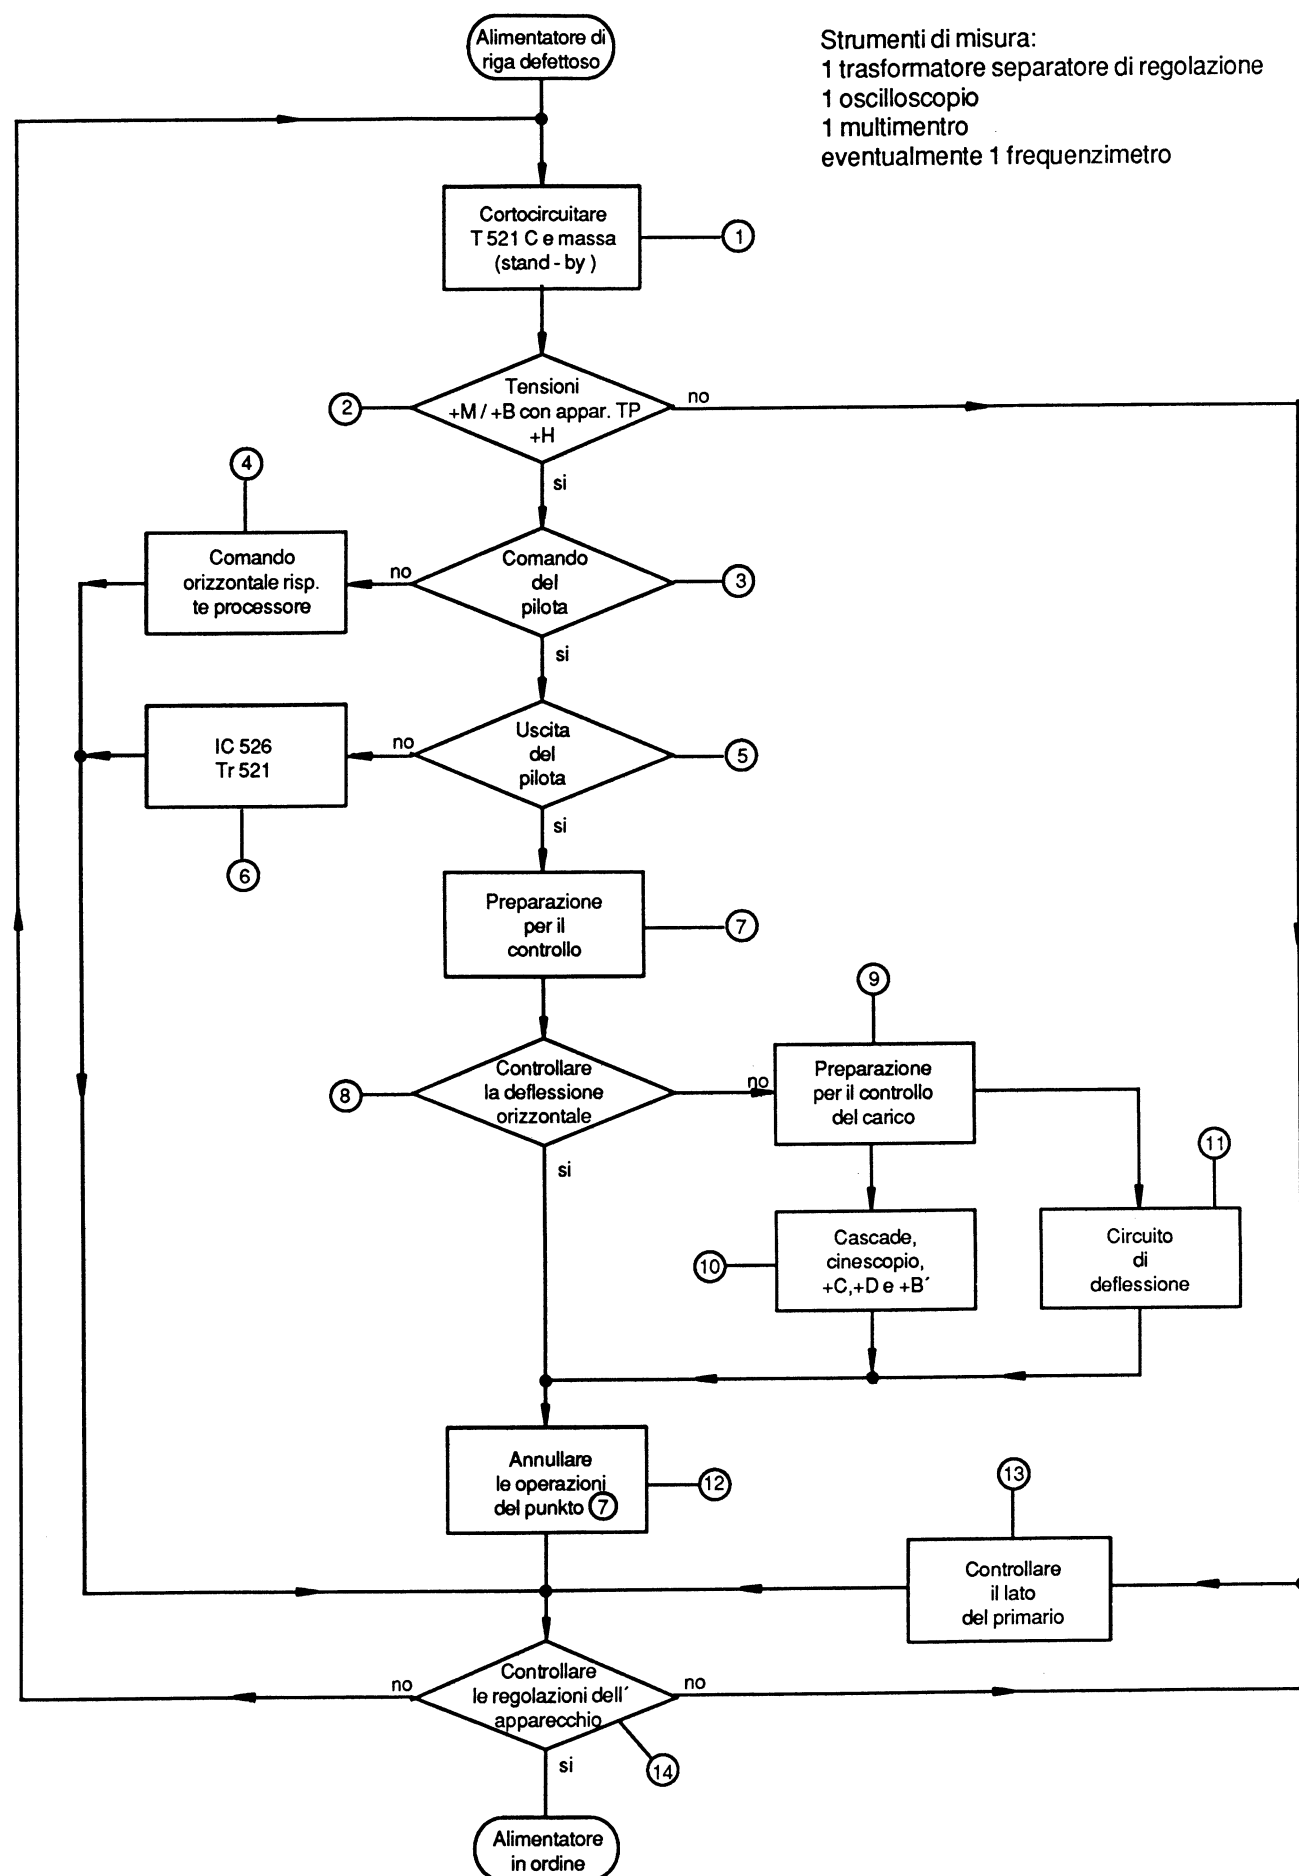 Alimentatore di
riga defettoso
Strumenti di misura:
1 trasformatore separatore di regolazione
1 oscilloscopio
1 multimentro
eventualmente 1 frequenzimetro
Cortocircuitare
T 521 C e massa
(stand - by )
1
Tensioni
+M / +B con appar. TP
+H
2
no
si
4
Comando
orizzontale risp.
te processore
no
Comando
del
pilota
3
si
IC 526
Tr 521
no
Uscita
del
pilota
5
6
si
Preparazione
per il
controllo
7
9
Controllare
la deflessione
orizzontale
8
no
Preparazione
per il controllo
del carico
si
11
Cascade,
cinescopio,
+C,+D e +B´
10
Circuito
di
deflessione
Annullare
le operazioni
del punkto 7
12
13
Controllare
il lato
del primario
no
Controllare
le regolazioni dell´
apparecchio
no
14
si
Alimentatore
in ordine